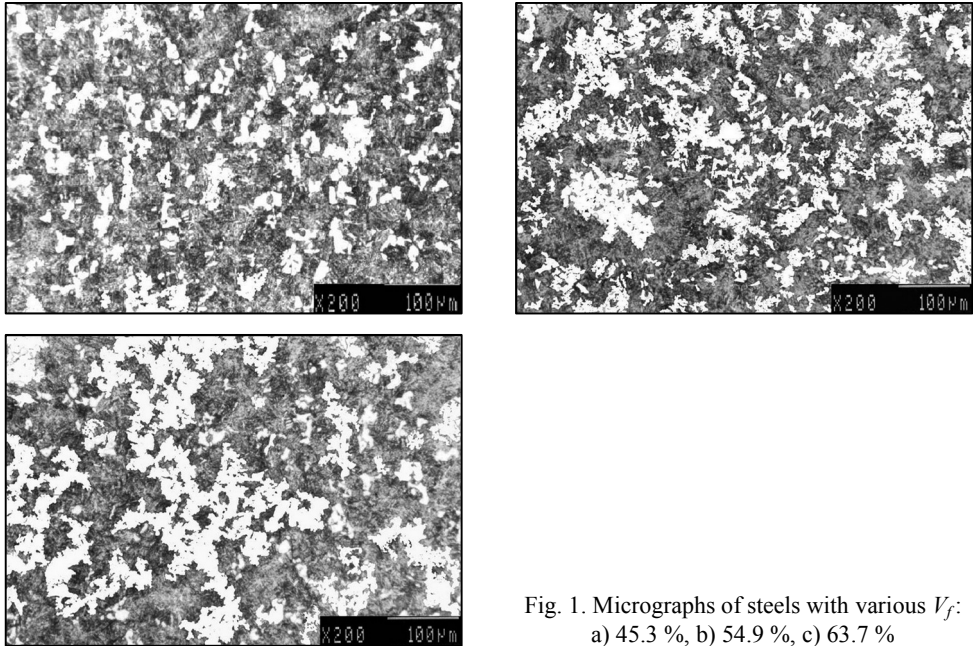 X200 100µm
X200 100µm
X200 100µm
Fig. 1. Micrographs of steels with various V_f:
a) 45.3 %, b) 54.9 %, c) 63.7 %